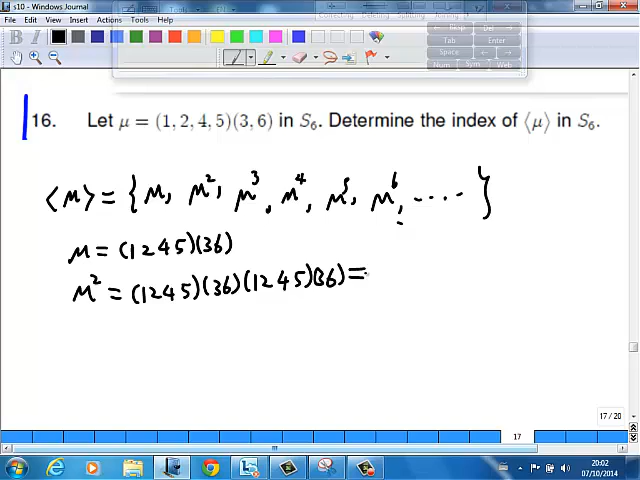 s10 - Windows Journal
File Edit View Insert Actions Tools Help
16. Let μ = (1, 2, 4, 5)(3, 6) in S₆. Determine the index of ⟨μ⟩ in S₆.
⟨μ⟩ = { μ, μ², μ³, μ⁴, μ⁵, μ⁶, ..... }
μ = (1245)(36)
μ² = (1245)(36)(1245)(36) =
17 / 20
17
20:02
07/10/2014